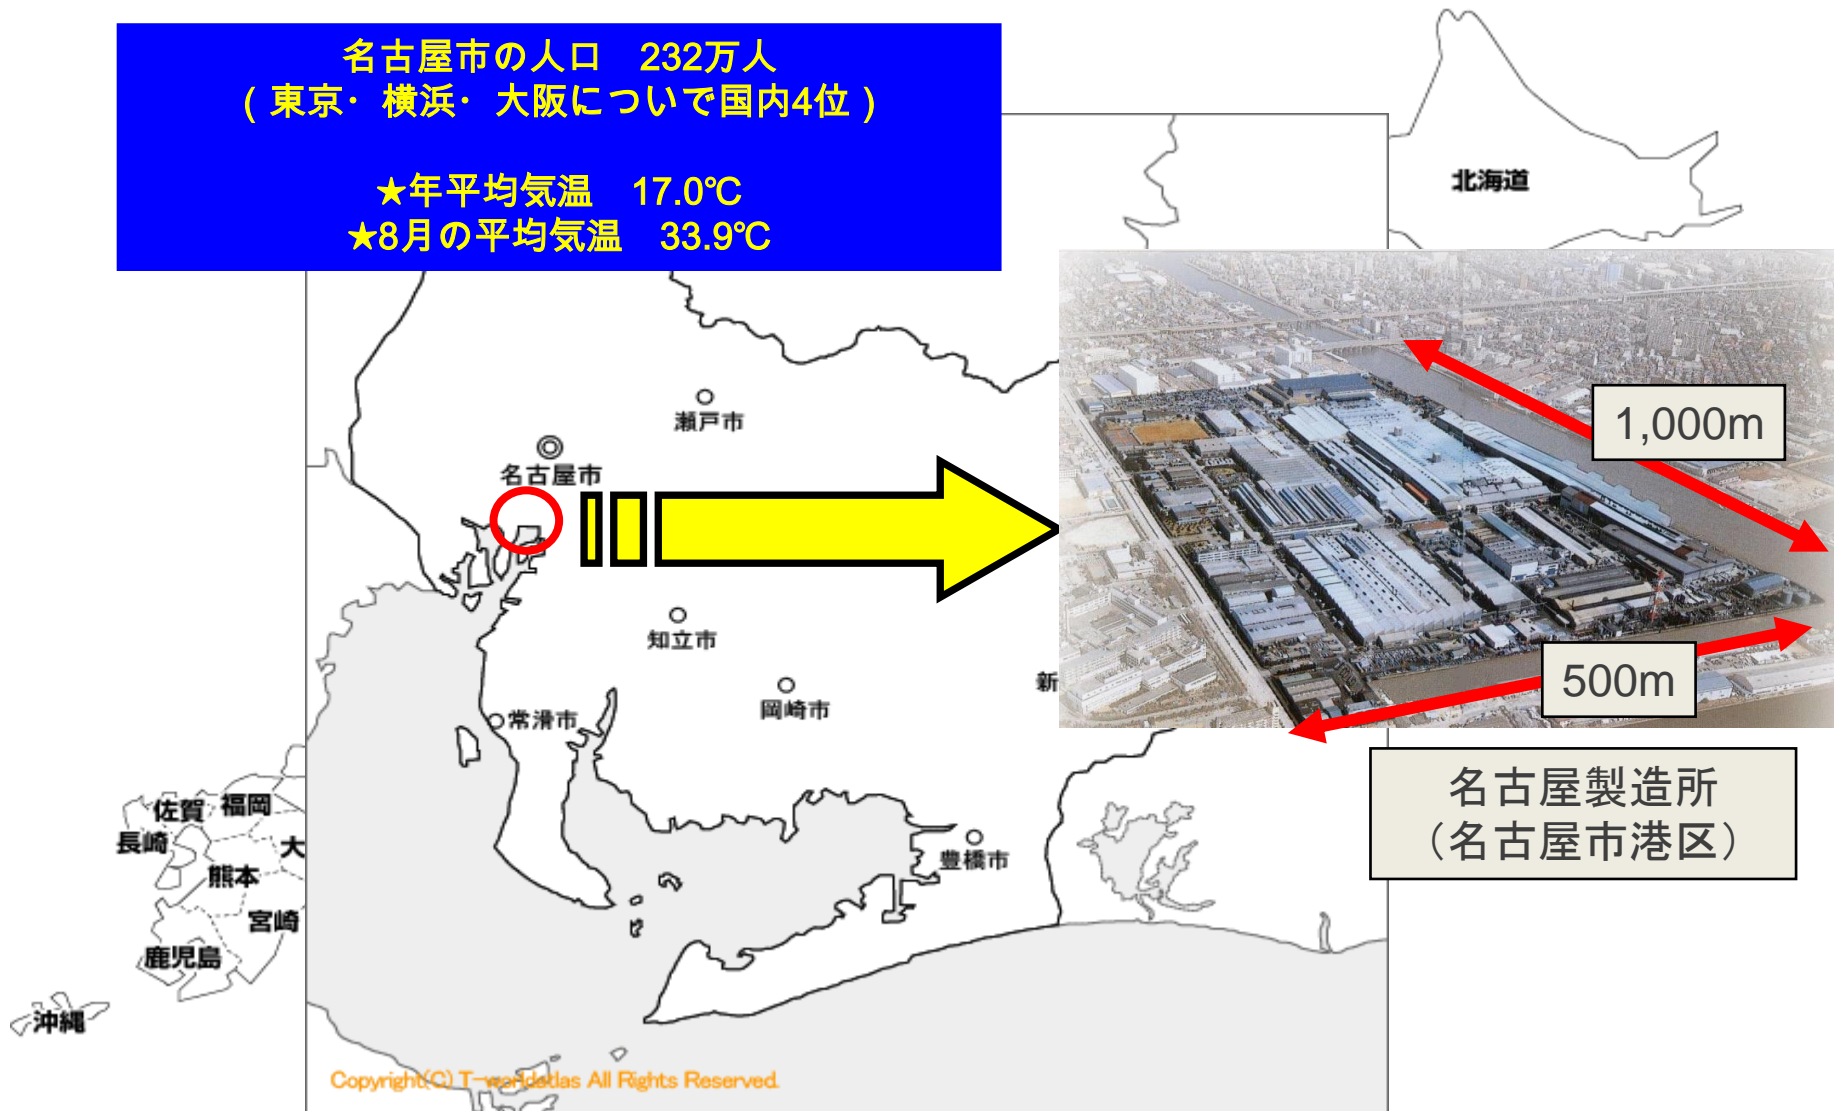 名古屋市の人口　232万人
( 東京・ 横浜・ 大阪についで国内4位 )
★年平均気温　17.0℃
★8月の平均気温　33.9℃
北海道
瀬戸市
名古屋市
1,000m
知立市
新
500m
岡崎市
常滑市
名古屋製造所
（名古屋市港区）
佐賀
福岡
長崎
大
熊本
豊橋市
宮崎
鹿児島
沖縄
Copyright(C) T-worldatlas All Rights Reserved.